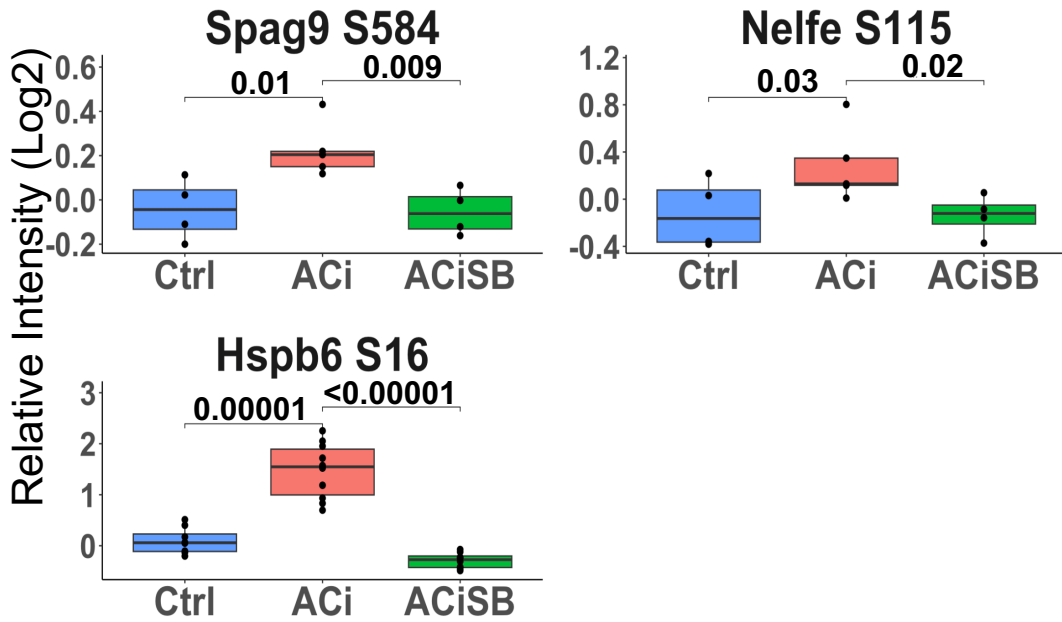 Relative Intensity (Log2)
Spag9 S584
0.6
0.4
0.2
0.0
-0.2
0.01
0.009
Ctrl ACi ACiSB
Nelfe S115
1.2
0.8
0.4
0.0
-0.4
0.03
0.02
Ctrl ACi ACiSB
Hspb6 S16
3
2
1
0
0.00001
<0.00001
Ctrl ACi ACiSB